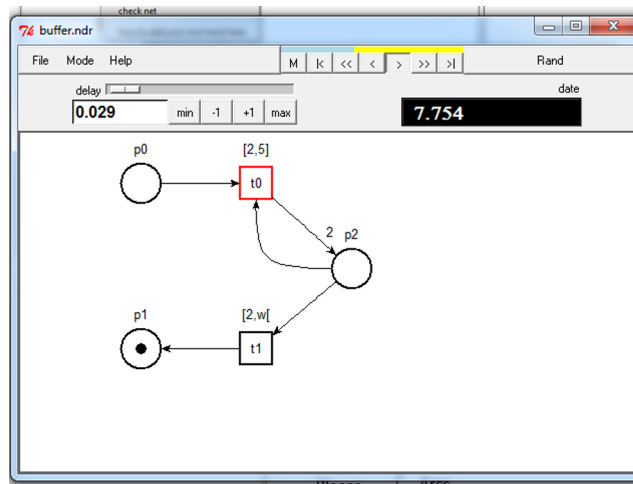 check net
buffer.ndr
File Mode Help M |< << < > >> >| Rand
delay
date
0.029 min -1 +1 max 7.754
p0 [2,5]
t0
2 p2
p1 [2,w[
t1